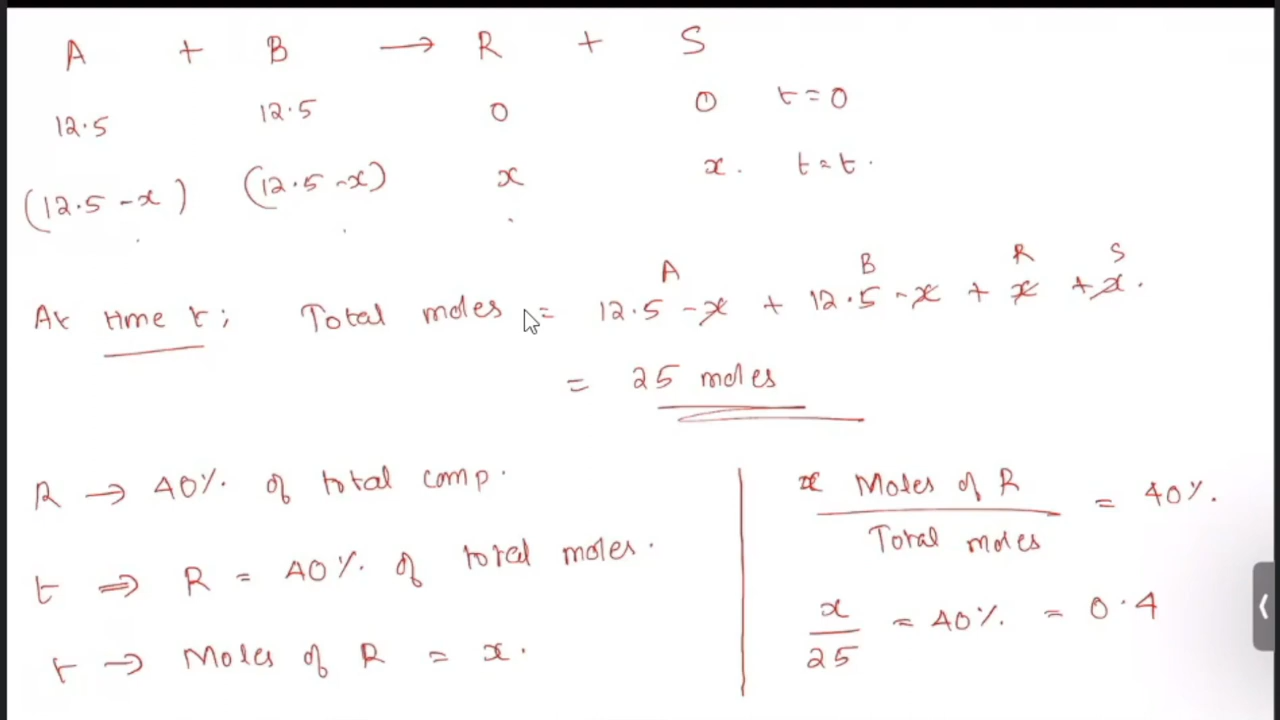 A + B → R + S
12.5 12.5 0 0 t = 0
(12.5 - x) (12.5 - x) x x. t = t.
A B R S
At time t; Total moles = 12.5 - x + 12.5 - x + x + x.
= 25 moles
R → 40% of total comp.
t ⇒ R = 40% of total moles.
t → Moles of R = x.
x Moles of R / Total moles = 40%.
x / 25 = 40% = 0.4